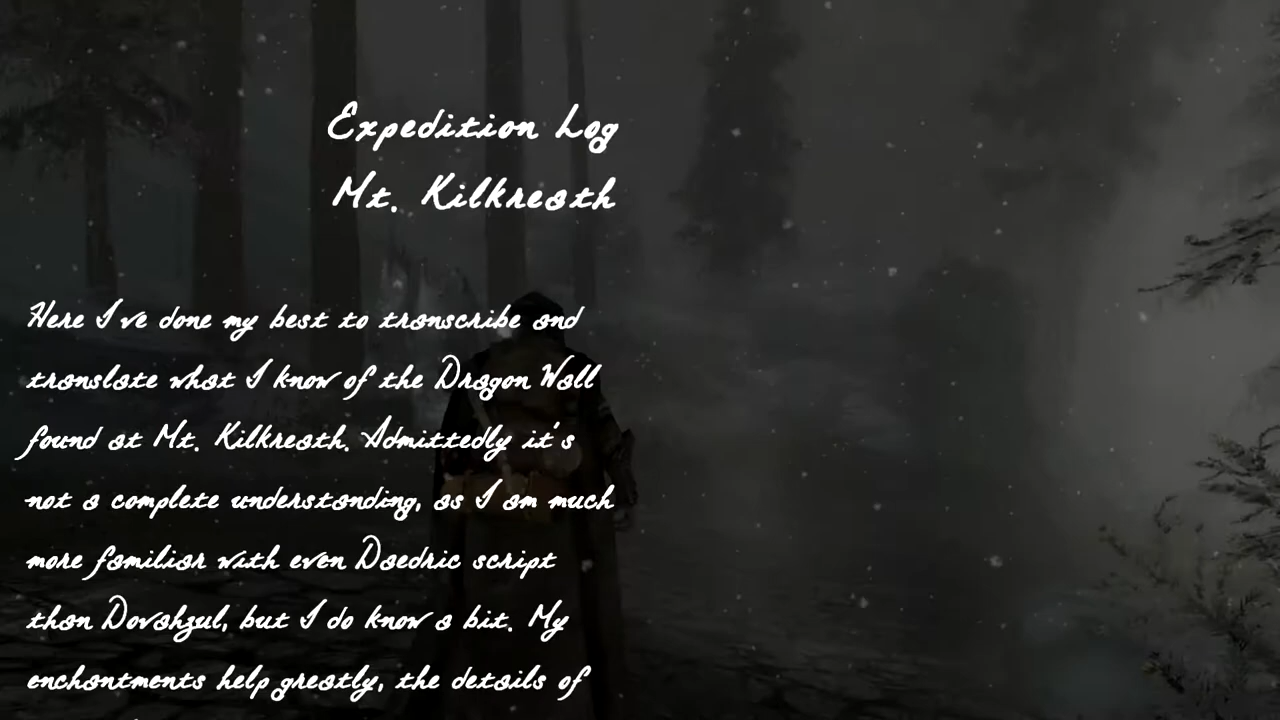 Expedition Log
Mt. Kilkreath
Here I've done my best to transcribe and
translate what I know of the Dragon Wall
found at Mt. Kilkreath. Admittedly it's
not a complete understanding, as I am much
more familiar with even Daedric script
than Dovahzul, but I do know a bit. My
enchantments help greatly, the details of